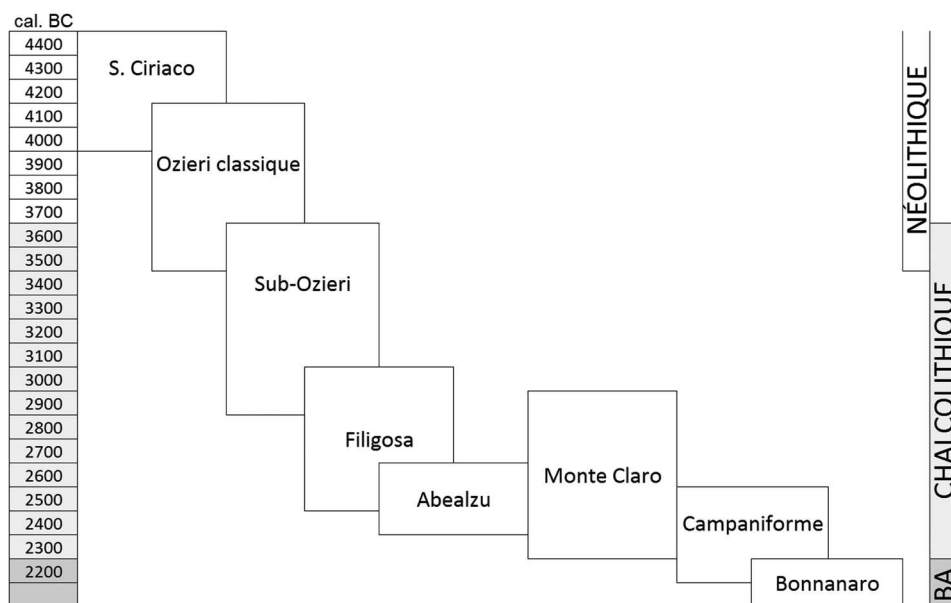 cal. BC
4400
4300
4200
4100
4000
3900
3800
3700
3600
3500
3400
3300
3200
3100
3000
2900
2800
2700
2600
2500
2400
2300
2200
S. Ciriaco
Ozieri classique
Sub-Ozieri
Filigosa
Abealzu
Monte Claro
Campaniforme
Bonnanaro
NÉOLITHIQUE
CHALCOLITHIQUE
BA